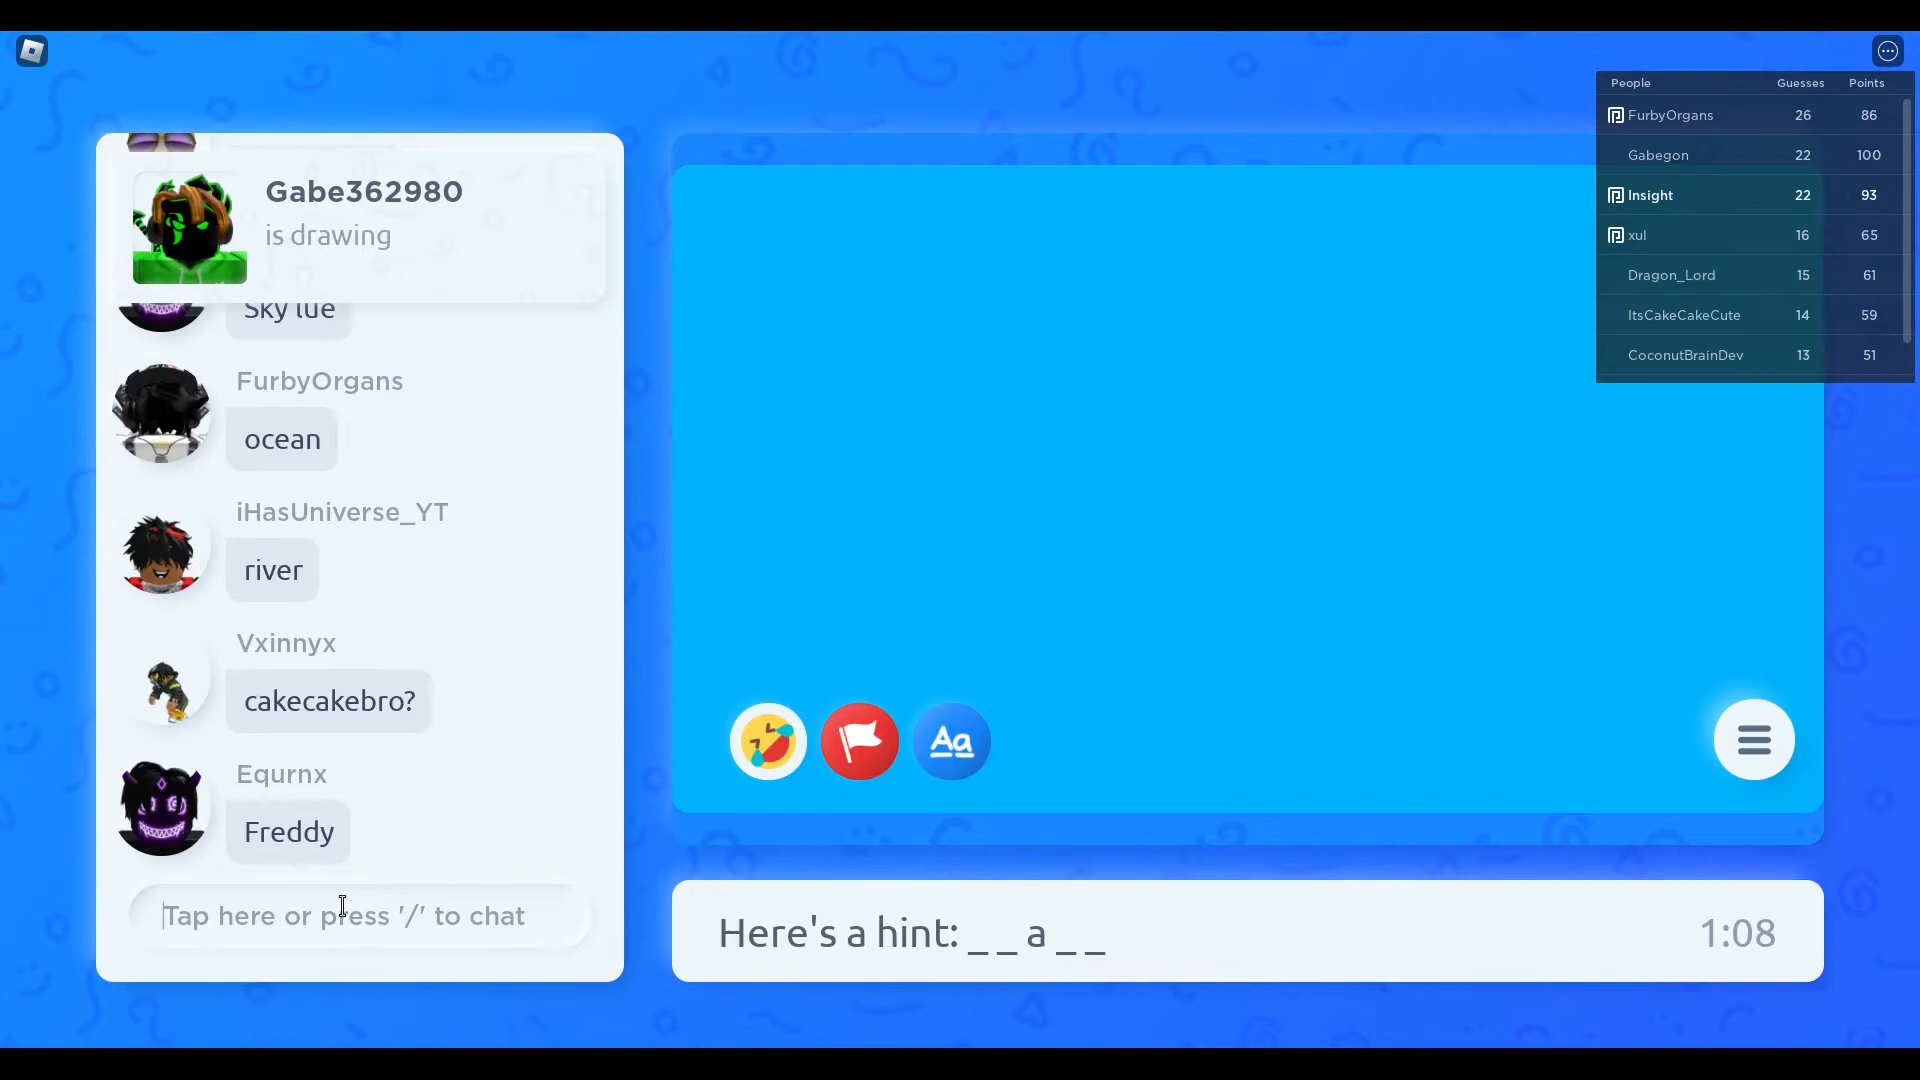 Gabe362980
is drawing
Sky lue
FurbyOrgans
ocean
iHasUniverse_YT
river
Vxinnyx
cakecakebro?
Equrnx
Freddy
Tap here or press '/' to chat
Aa
Here's a hint: _ _ a _ _
1:08
People Guesses Points
FurbyOrgans 26 86
Gabegon 22 100
Insight 22 93
xul 16 65
Dragon_Lord 15 61
ItsCakeCakeCute 14 59
CoconutBrainDev 13 51